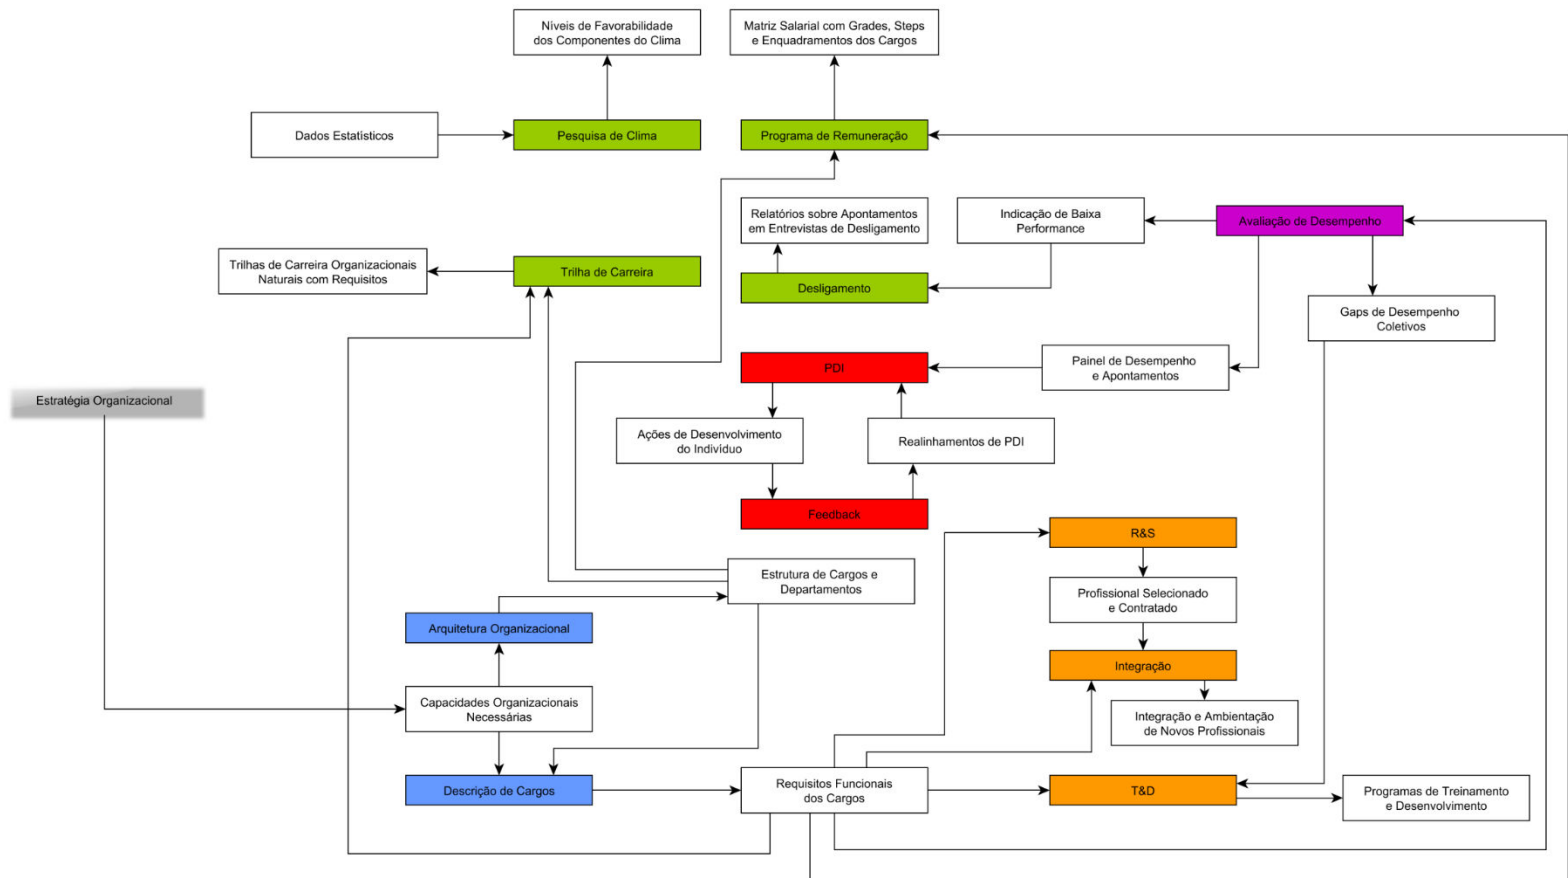 Níveis de Favorabilidade
dos Componentes do Clima
Matriz Salarial com Grades, Steps
e Enquadramentos dos Cargos
Dados Estatísticos
Pesquisa de Clima
Programa de Remuneração
Relatórios sobre Apontamentos
em Entrevistas de Desligamento
Indicação de Baixa
Performance
Avaliação de Desempenho
Trilhas de Carreira Organizacionais
Naturais com Requisitos
Trilha de Carreira
Desligamento
Gaps de Desempenho
Coletivos
PDI
Painel de Desempenho
e Apontamentos
Estratégia Organizacional
Ações de Desenvolvimento
do Indivíduo
Realinhamentos de PDI
Feedback
R&S
Estrutura de Cargos e
Departamentos
Profissional Selecionado
e Contratado
Arquitetura Organizacional
Integração
Capacidades Organizacionais
Necessárias
Integração e Ambientação
de Novos Profissionais
Descrição de Cargos
Requisitos Funcionais
dos Cargos
T&D
Programas de Treinamento
e Desenvolvimento